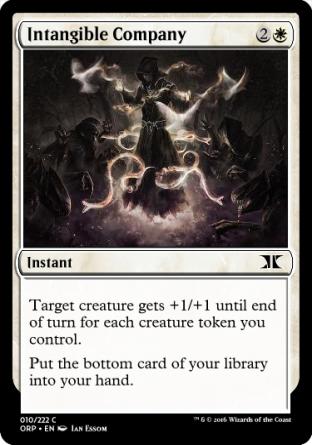 Intangible Company 2
Instant
Target creature gets +1/+1 until end
of turn for each creature token you
control.
Put the bottom card of your library
into your hand.
010/222 C
ORP • EN Ian Essom
™ & © 2016 Wizards of the Coast